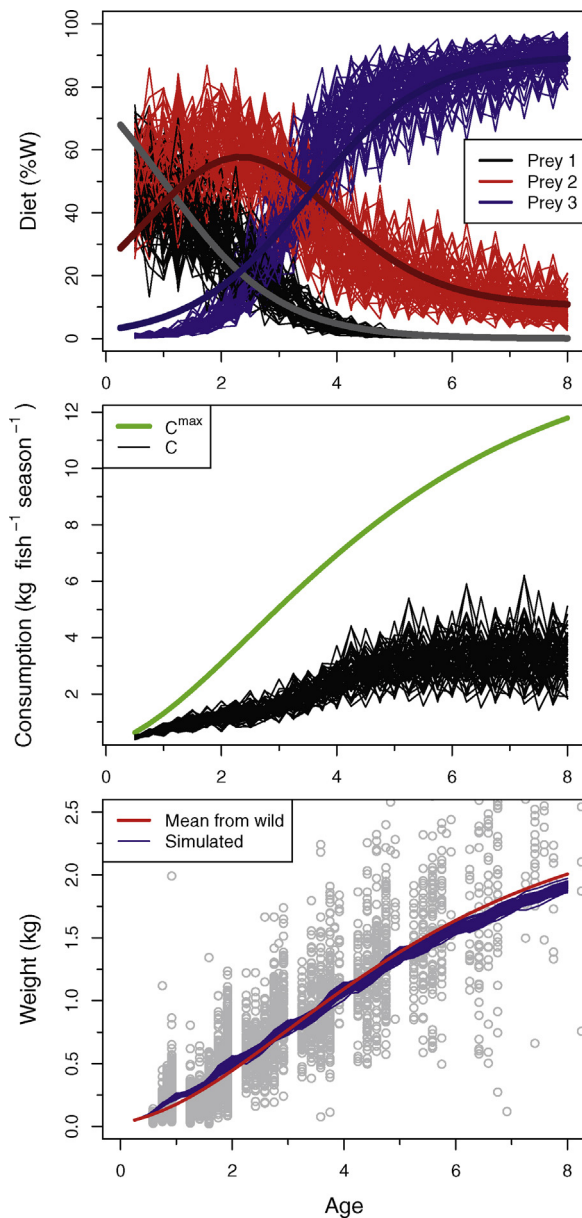 100
80
60
40
20
0
Diet (%W)
Prey 1
Prey 2
Prey 3
0 2 4 6 8
12
10
8
6
4
2
Consumption (kg fish⁻¹ season⁻¹)
Cᵐᵃˣ
C
0 2 4 6 8
2.5
2.0
1.5
1.0
0.5
0.0
Weight (kg)
Mean from wild
Simulated
0 2 4 6 8
Age